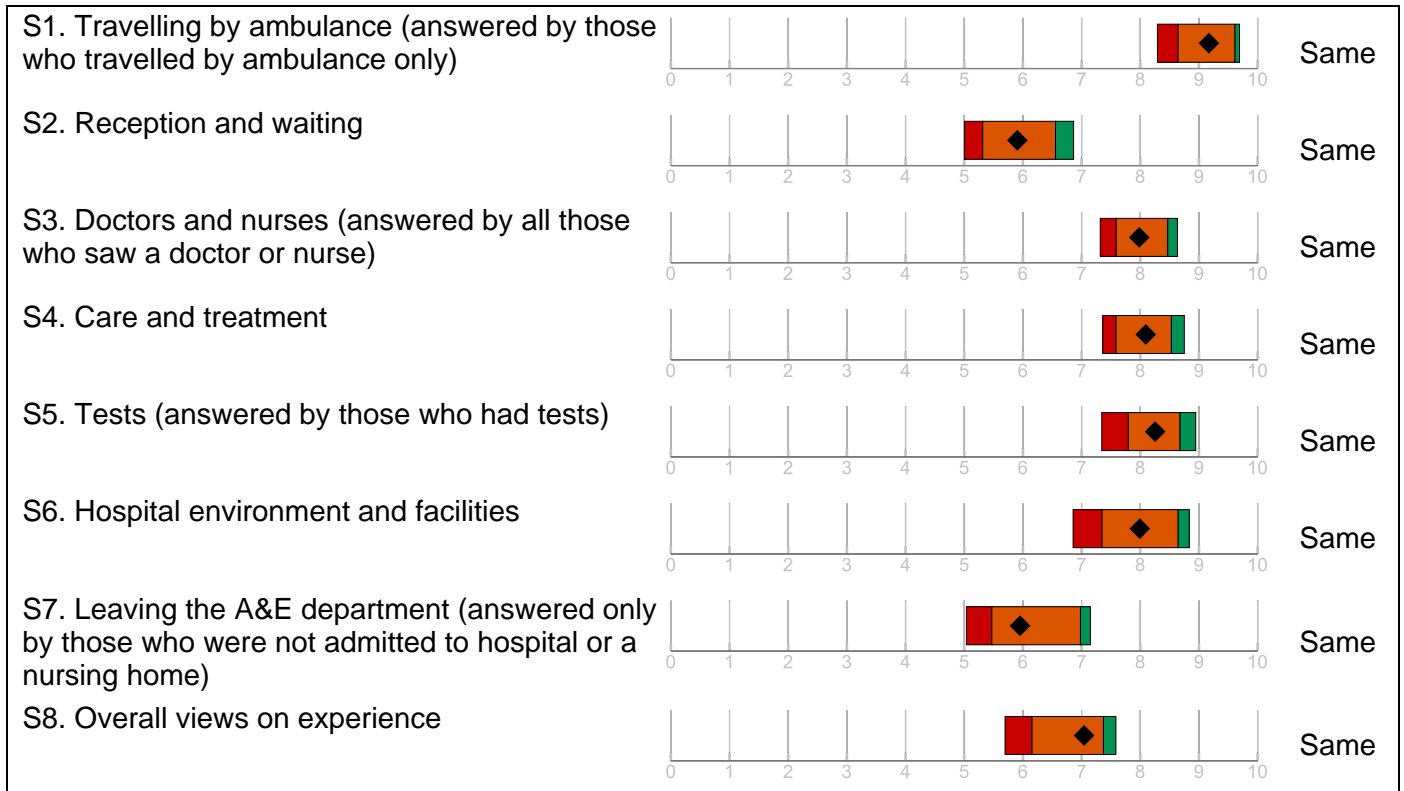 S1. Travelling by ambulance (answered by those
who travelled by ambulance only)
0 1 2 3 4 5 6 7 8 9 10
Same
S2. Reception and waiting
0 1 2 3 4 5 6 7 8 9 10
Same
S3. Doctors and nurses (answered by all those
who saw a doctor or nurse)
0 1 2 3 4 5 6 7 8 9 10
Same
S4. Care and treatment
0 1 2 3 4 5 6 7 8 9 10
Same
S5. Tests (answered by those who had tests)
0 1 2 3 4 5 6 7 8 9 10
Same
S6. Hospital environment and facilities
0 1 2 3 4 5 6 7 8 9 10
Same
S7. Leaving the A&E department (answered only
by those who were not admitted to hospital or a
nursing home)
0 1 2 3 4 5 6 7 8 9 10
Same
S8. Overall views on experience
0 1 2 3 4 5 6 7 8 9 10
Same